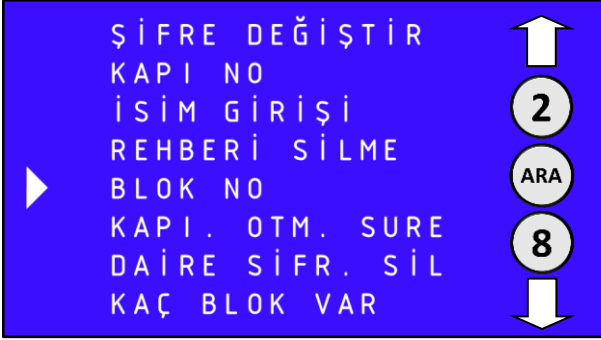 ŞİFRE DEĞİŞTİR
KAPI NO
İSİM GİRİŞİ
REHBERİ SİLME
BLOK NO
KAPI. OTM. SURE
DAİRE SİFR. SİL
KAÇ BLOK VAR
2
ARA
8